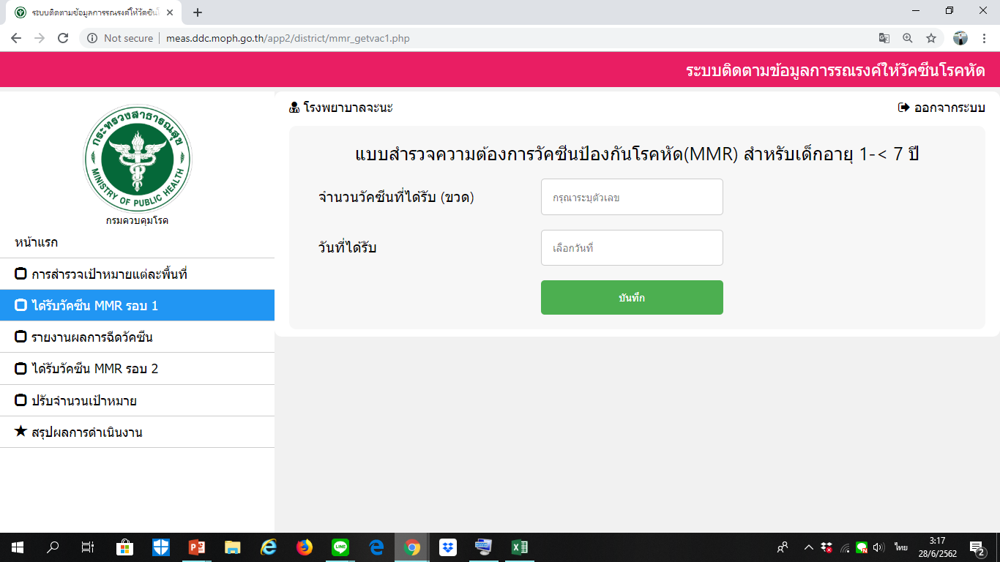 ระบบติดตามข้อมูลการรณรงค์ให้วัคซีนโ
Not secure
meas.ddc.moph.go.th/app2/district/mmr_getvac1.php
ระบบติดตามข้อมูลการรณรงค์ให้วัคซีนโรคหัด
โรงพยาบาลจะนะ
ออกจากระบบ
กระทรวงสาธารณสุข
MINISTRY OF PUBLIC HEALTH
กรมควบคุมโรค
หน้าแรก
การสำรวจเป้าหมายแต่ละพื้นที่
ได้รับวัคซีน MMR รอบ 1
รายงานผลการฉีดวัคซีน
ได้รับวัคซีน MMR รอบ 2
ปรับจำนวนเป้าหมาย
สรุปผลการดำเนินงาน
แบบสำรวจความต้องการวัคซีนป้องกันโรคหัด(MMR) สำหรับเด็กอายุ 1-< 7 ปี
จำนวนวัคซีนที่ได้รับ (ขวด)
กรุณาระบุตัวเลข
วันที่ได้รับ
เลือกวันที่
บันทึก
LINE
ไทย
3:17
28/6/2562
2